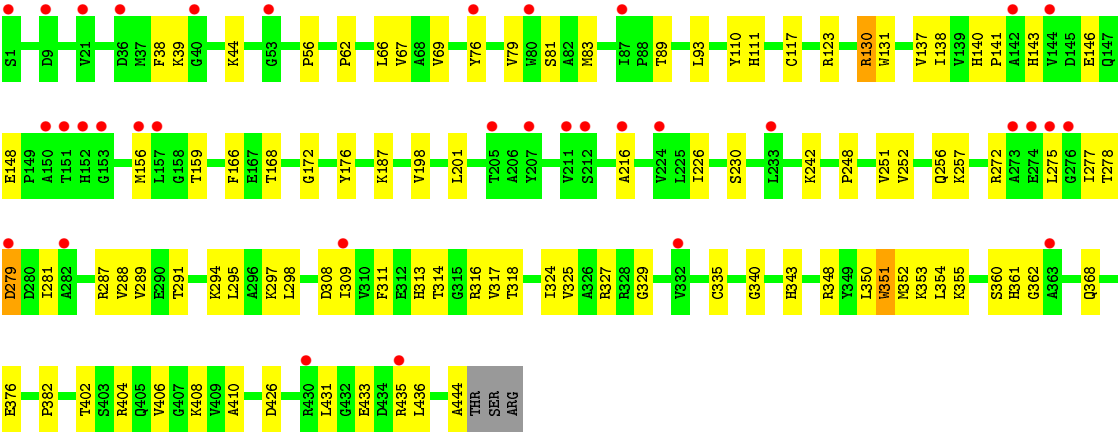 S1 D9 V21 D36 M37 F38 K39 G40 K44 G53 P56 P62 L66 V67 A68 V69 Y76 V79 W80 S81 A82 M83 I87 P88 T89 L93 Y110 H111 C117 R123 R130 W131 V137 I138 V139 H140 P141 A142 H143 V144 D145 E146 Q147
E148 P149 A150 T151 H152 G153 M156 L157 G158 T159 F166 E167 T168 G172 Y176 K187 V198 L201 T205 A206 Y207 V211 S212 A216 V224 L225 I226 S230 L233 K242 P248 V251 V252 Q256 K257 R272 A273 E274 L275 G276 I277 T278
D279 D280 I281 A282 R287 V288 V289 E290 T291 K294 L295 A296 K297 L298 D308 I309 V310 F311 E312 H313 T314 G315 R316 V317 T318 I324 V325 A326 R327 R328 G329 V332 C335 G340 H343 R348 Y349 L350 W351 M352 K353 L354 K355 S360 H361 G362 A363 Q368
E376 P382 T402 S403 R404 Q405 V406 G407 K408 V409 A410 D426 R430 L431 G432 E433 D434 R435 L436 A444 THR SER ARG